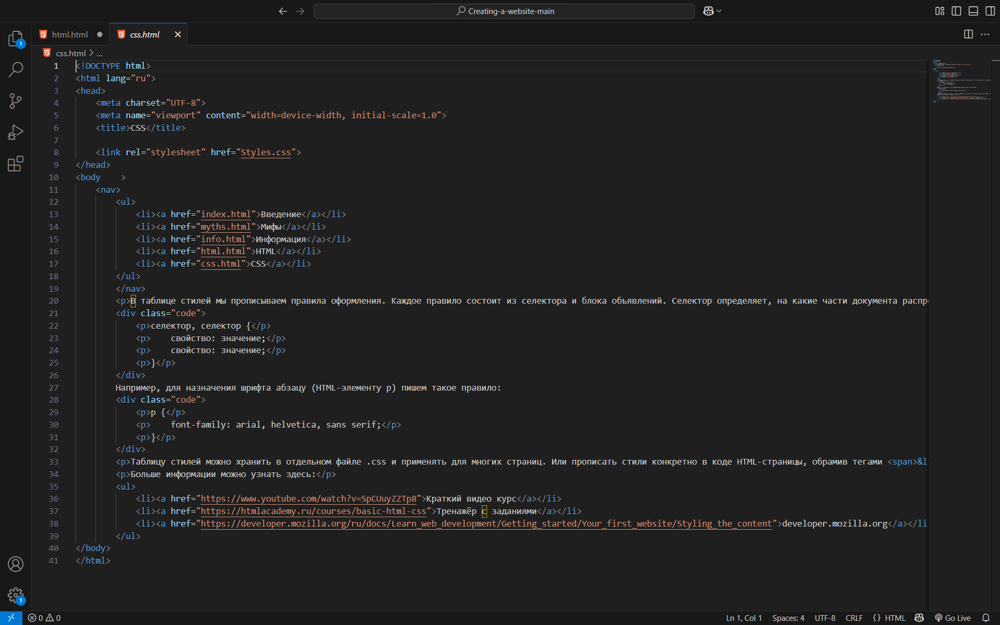 Creating-a-website-main
html.html
css.html
css.html > ...
1 <!DOCTYPE html>
2 <html lang="ru">
3 <head>
4     <meta charset="UTF-8">
5     <meta name="viewport" content="width=device-width, initial-scale=1.0">
6     <title>CSS</title>
7
8     <link rel="stylesheet" href="Styles.css">
9 </head>
10 <body    >
11     <nav>
12         <ul>
13             <li><a href="index.html">Введение</a></li>
14             <li><a href="myths.html">Мифы</a></li>
15             <li><a href="info.html">Информация</a></li>
16             <li><a href="html.html">HTML</a></li>
17             <li><a href="css.html">CSS</a></li>
18         </ul>
19         </nav>
20         <p>В таблице стилей мы прописываем правила оформления. Каждое правило состоит из селектора и блока объявлений. Селектор определяет, на какие части документа распр
21         <div class="code">
22             <p>селектор, селектор {</p>
23             <p>    свойство: значение;</p>
24             <p>    свойство: значение;</p>
25             <p>}</p>
26         </div>
27         Например, для назначения шрифта абзацу (HTML-элементу p) пишем такое правило:
28         <div class="code">
29             <p>p {</p>
30             <p>    font-family: arial, helvetica, sans serif;</p>
31             <p>}</p>
32         </div>
33         <p>Таблицу стилей можно хранить в отдельном файле .css и применять для многих страниц. Или прописать стили конкретно в коде HTML-страницы, обрамив тегами <span>&l
34         <p>Больше информации можно узнать здесь:</p>
35         <ul>
36             <li><a href="https://www.youtube.com/watch?v=SpCUuyZZTp8">Краткий видео курс</a></li>
37             <li><a href="https://htmlacademy.ru/courses/basic-html-css">Тренажёр с заданиями</a></li>
38             <li><a href="https://developer.mozilla.org/ru/docs/Learn_web_development/Getting_started/Your_first_website/Styling_the_content">developer.mozilla.org</a></li
39         </ul>
40 </body>
41 </html>
1
1
0 0
Ln 1, Col 1 Spaces: 4 UTF-8 CRLF {} HTML Go Live